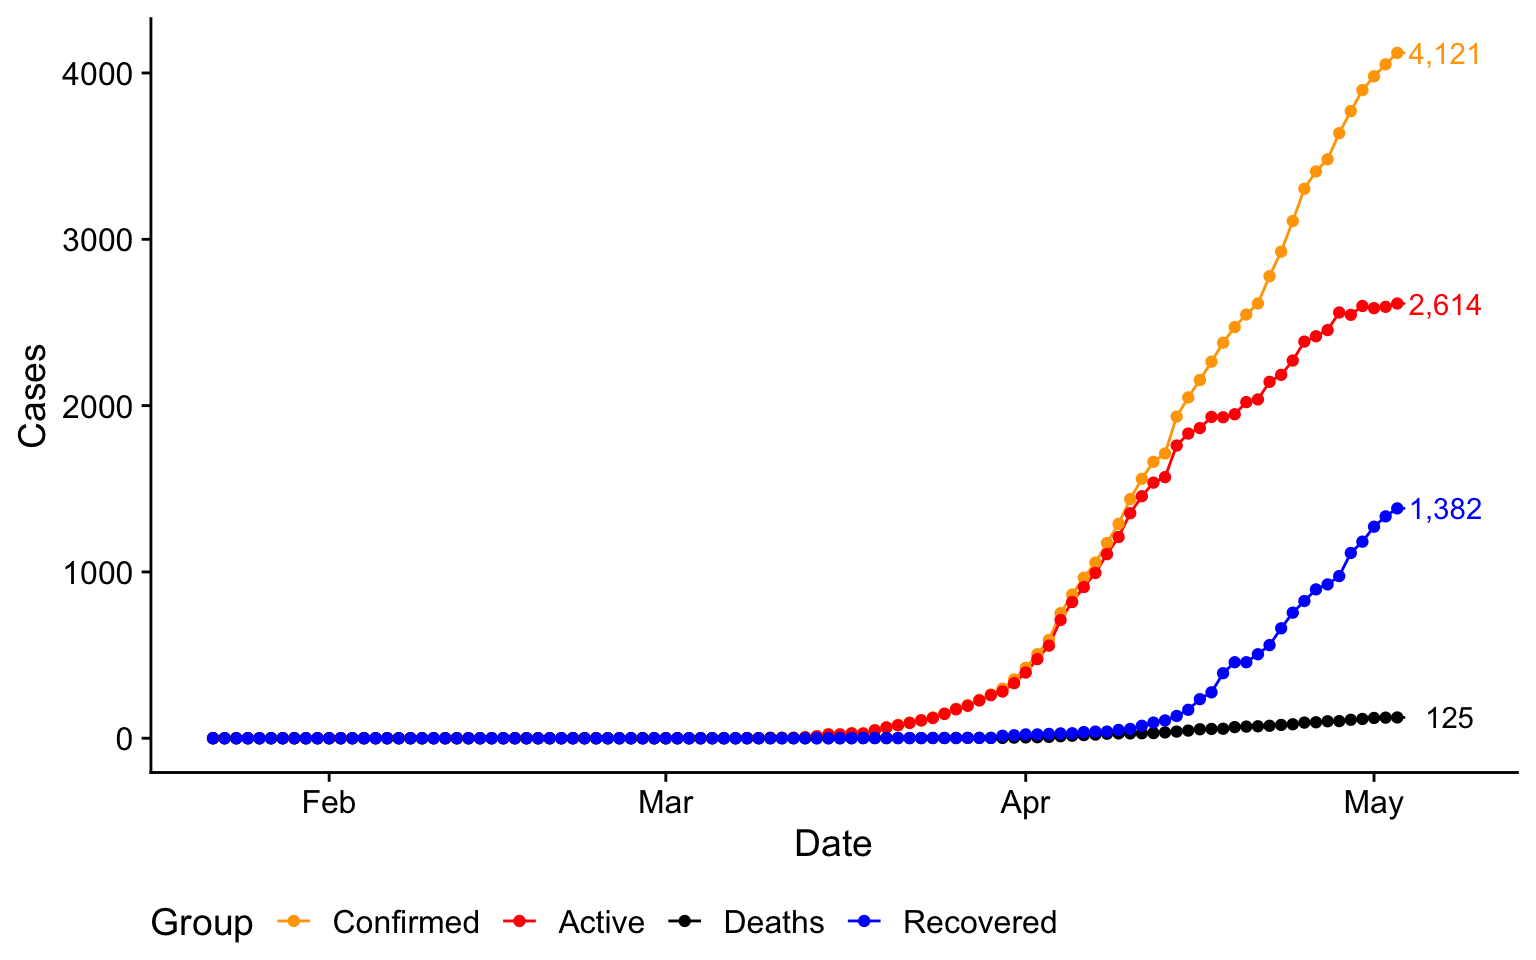 4000
3000
2000
1000
0
Cases
4,121
2,614
1,382
125
Feb Mar Apr May
Date
Group Confirmed Active Deaths Recovered